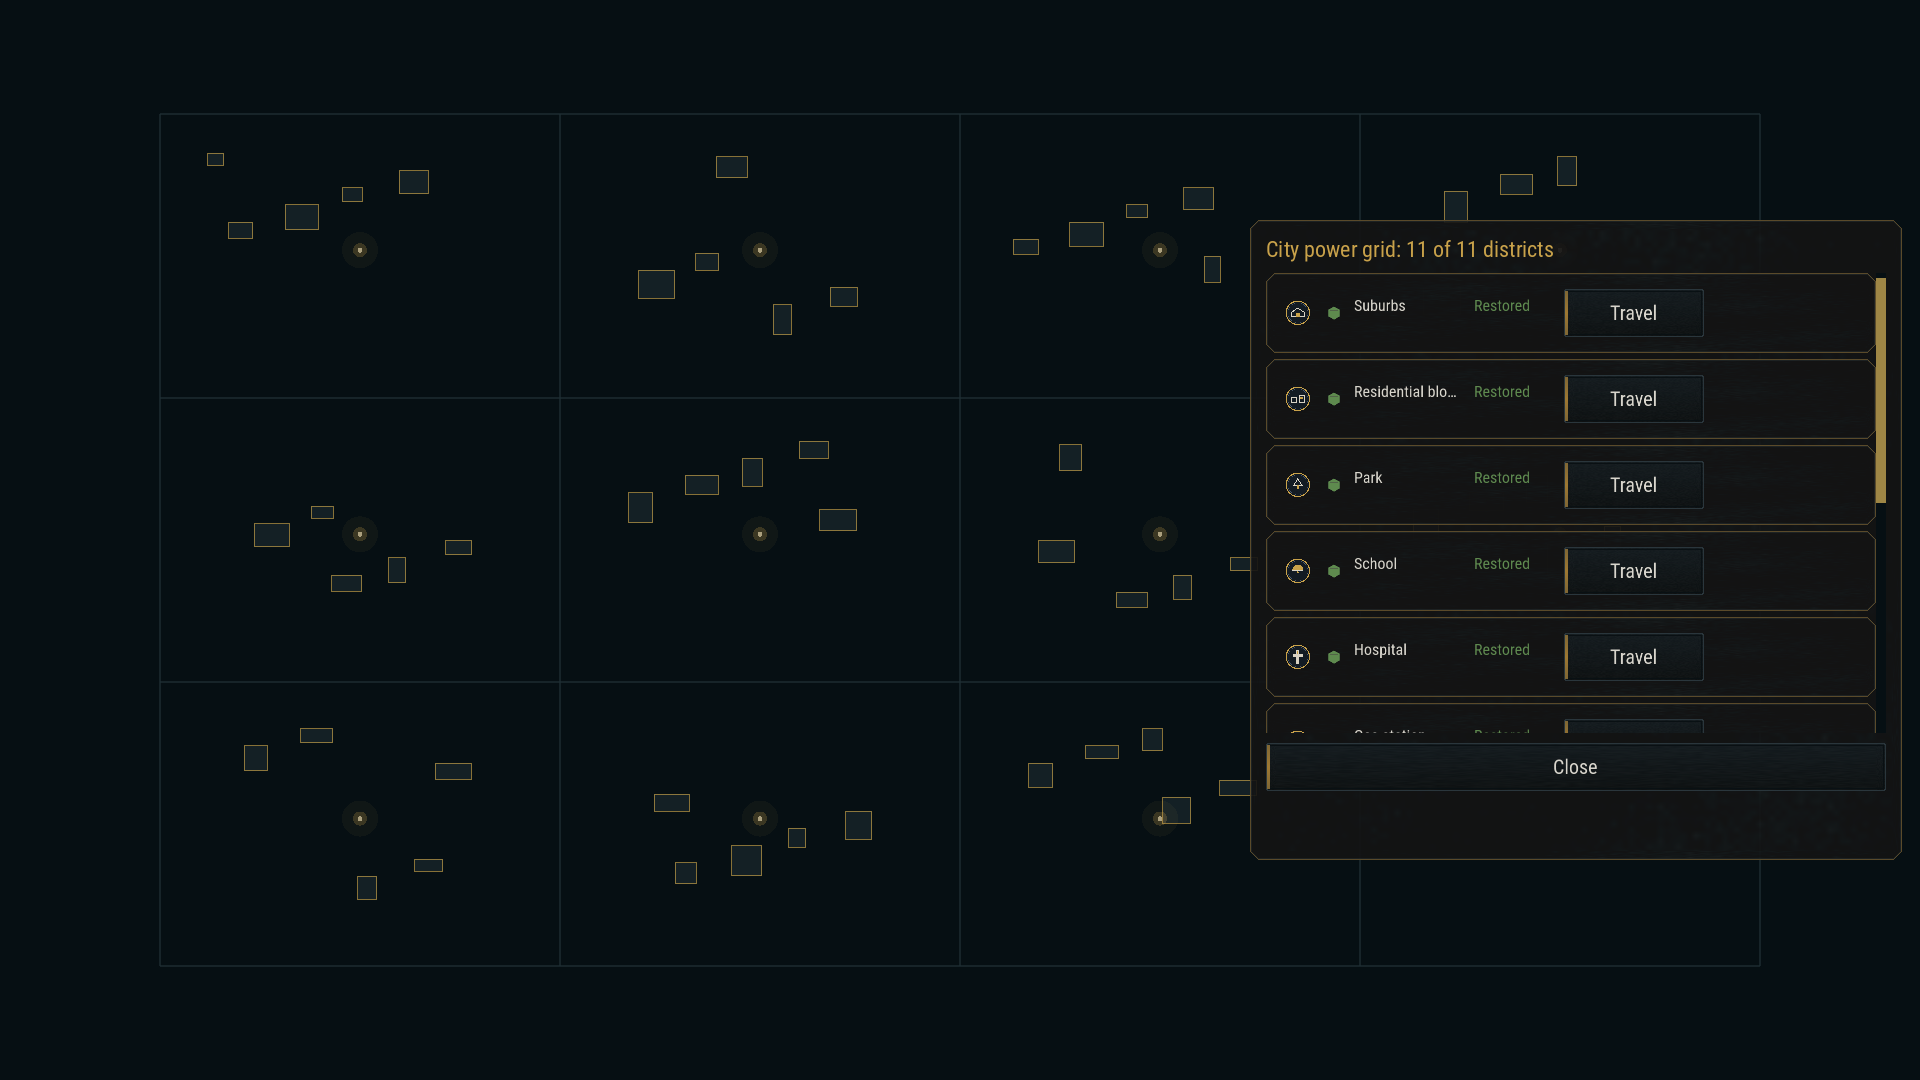 City power grid: 11 of 11 districts
Suburbs Restored Travel
Residential blo... Restored Travel
Park Restored Travel
School Restored Travel
Hospital Restored Travel
Close